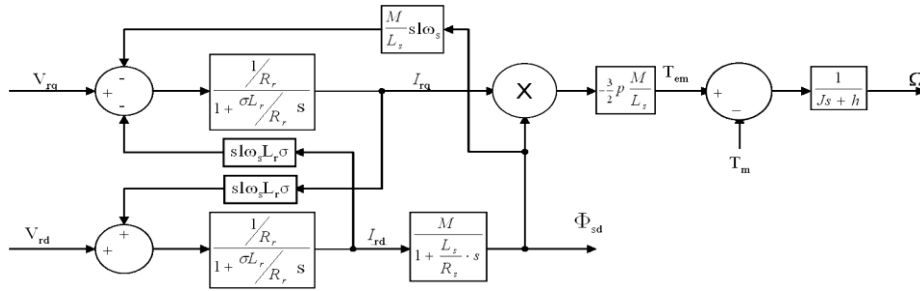 M/L_s slω_s
V_rq
+
-
-
1/R_r
1 + σL_r/R_r s
I_rq
X
-3/2 p M/L_s
T_em
+
−
1
Js + h
Ω
slω_s L_r σ
T_m
slω_s L_r σ
V_rd
+
+
1/R_r
1 + σL_r/R_r s
I_rd
M
1 + L_s/R_s · s
Φ_sd